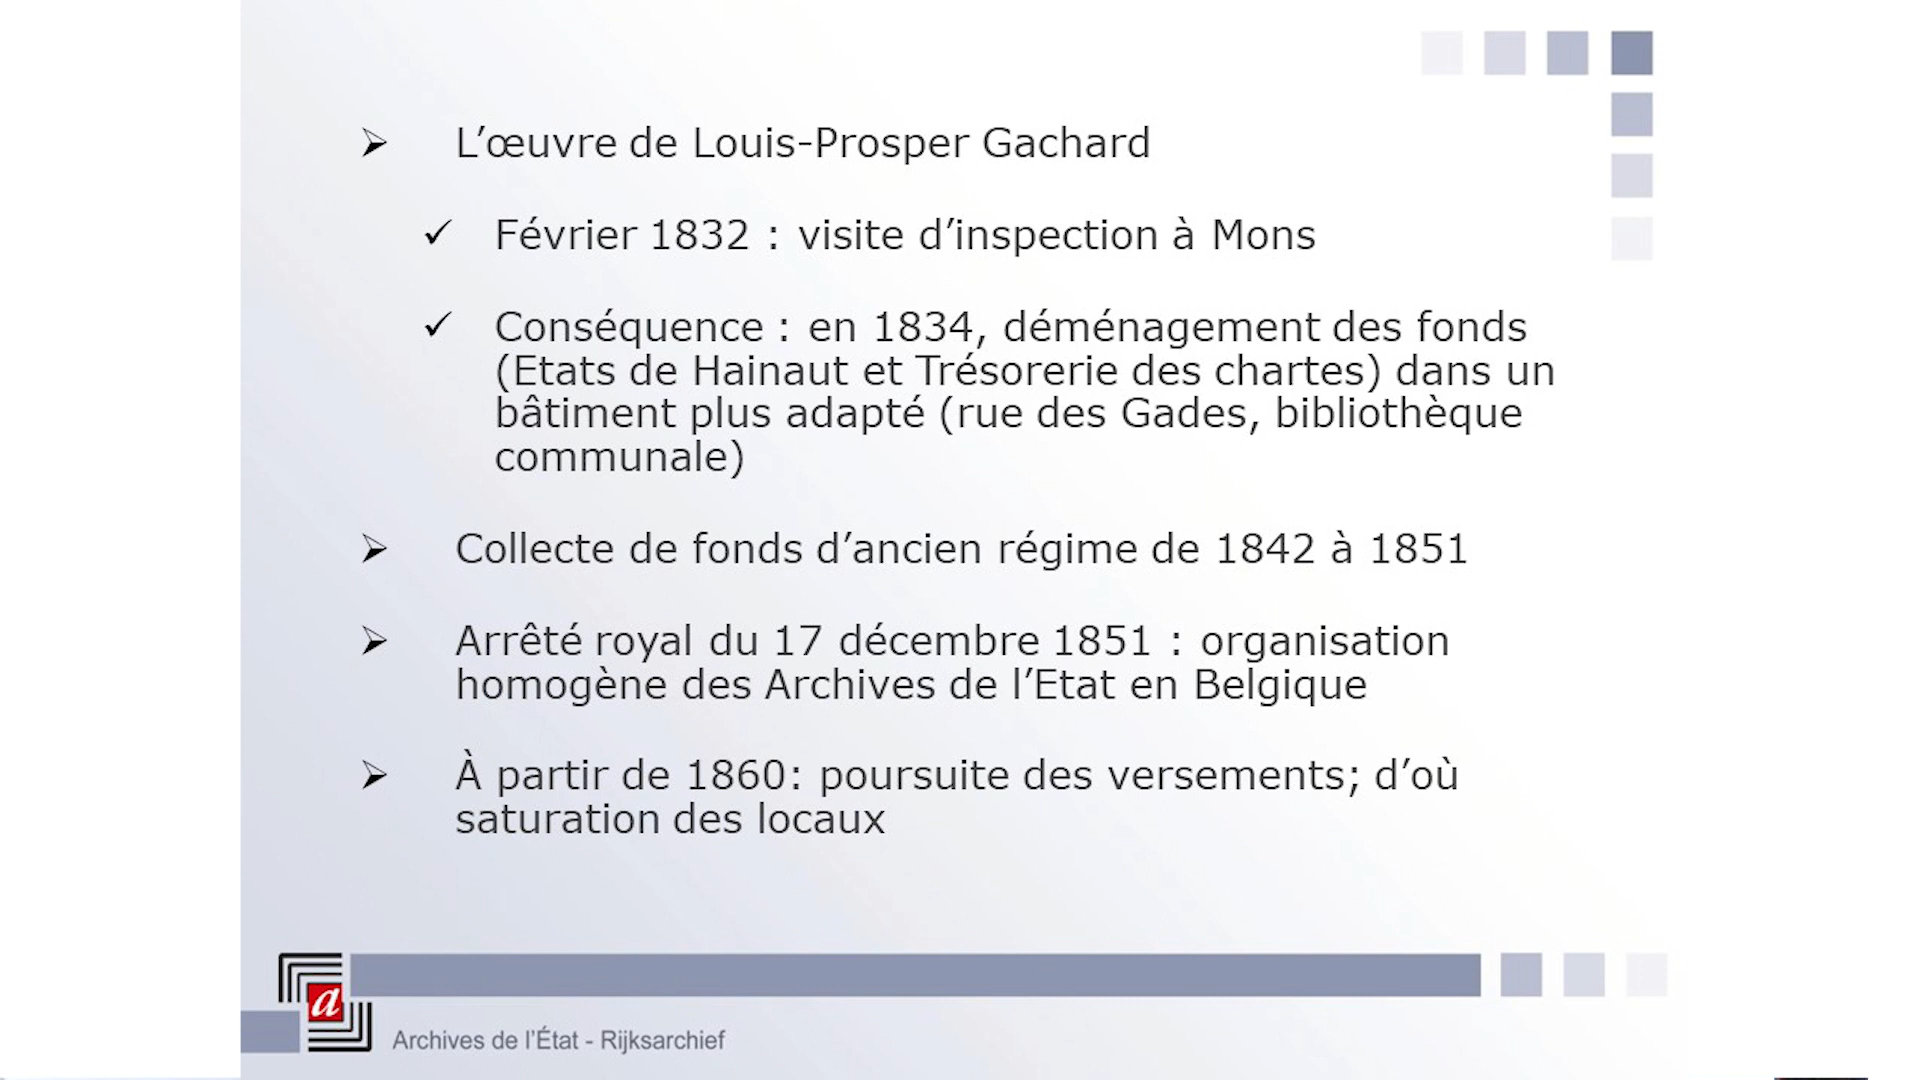 L’œuvre de Louis-Prosper Gachard
Février 1832 : visite d’inspection à Mons
Conséquence : en 1834, déménagement des fonds
(Etats de Hainaut et Trésorerie des chartes) dans un
bâtiment plus adapté (rue des Gades, bibliothèque
communale)
Collecte de fonds d’ancien régime de 1842 à 1851
Arrêté royal du 17 décembre 1851 : organisation
homogène des Archives de l’Etat en Belgique
À partir de 1860: poursuite des versements; d’où
saturation des locaux
a
Archives de l’État - Rijksarchief